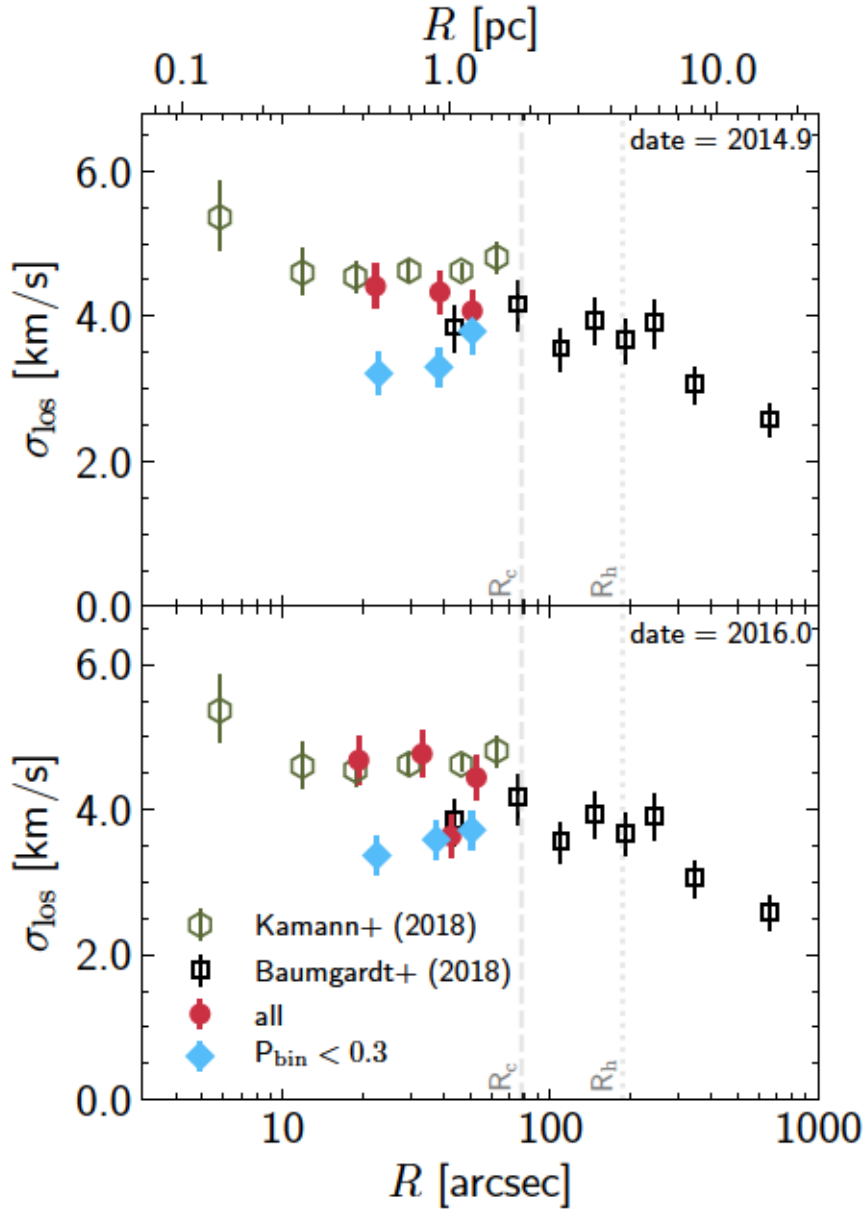 R [pc]
0.1 1.0 10.0
date = 2014.9
6.0
4.0
2.0
0.0
σlos [km/s]
Rc
Rh
date = 2016.0
6.0
4.0
2.0
0.0
σlos [km/s]
Kamann+ (2018)
Baumgardt+ (2018)
all
Pbin < 0.3
Rc
Rh
10 100 1000
R [arcsec]